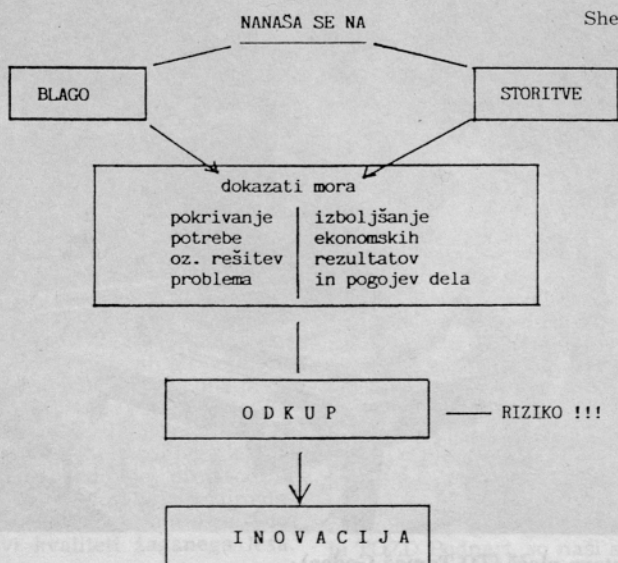 NANAŠA SE NA
She
BLAGO
STORITVE
dokazati mora
pokrivanje
potrebe
oz. rešitev
problema
izboljšanje
ekonomskih
rezultatov
in pogojev dela
O D K U P
RIZIKO !!!
I N O V A C I J A